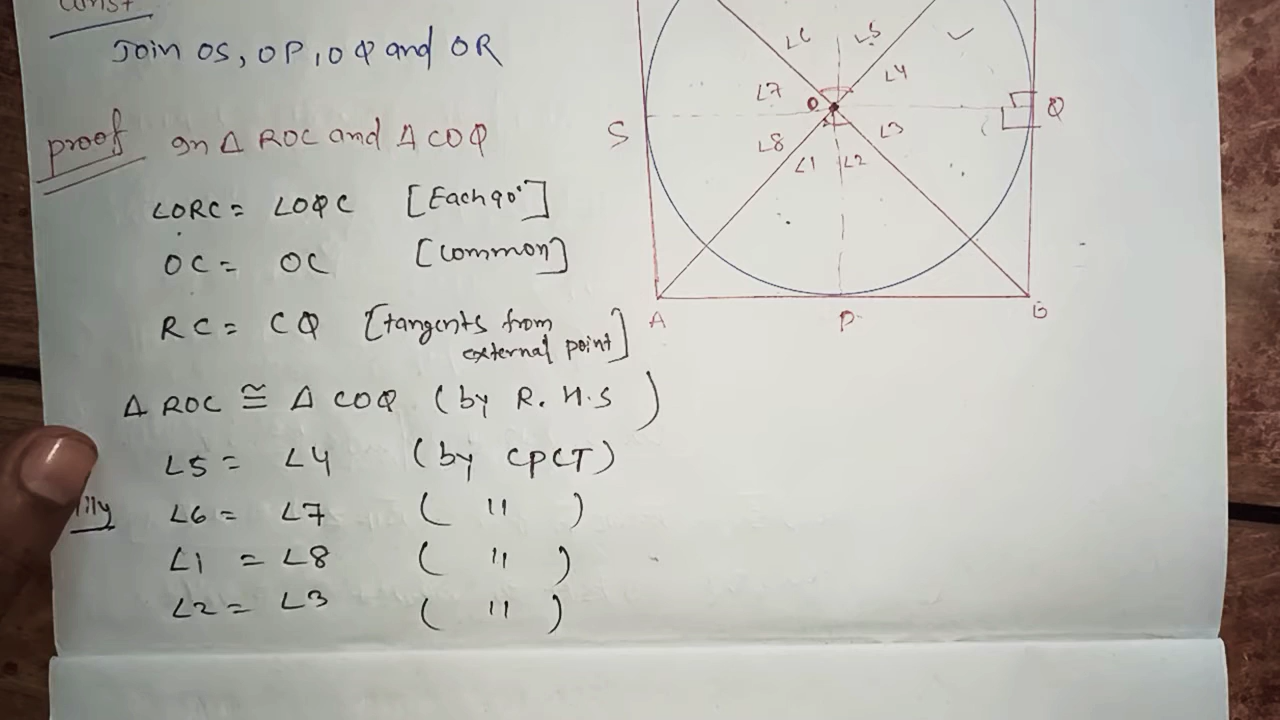 Const
Join OS, OP, OQ and OR
proof In Δ ROC and Δ COQ
∠ORC = ∠OQC [Each 90°]
OC = OC [Common]
RC = CQ [tangents from
external point]
Δ ROC ≅ Δ COQ (by R.H.S)
∠5 = ∠4 (by CPCT)
lly ∠6 = ∠7 ( " )
∠1 = ∠8 ( " )
∠2 = ∠3 ( " )
∠6 ∠5
∠7 O ∠4
S Q
∠8 ∠3
∠1 ∠2
A P B